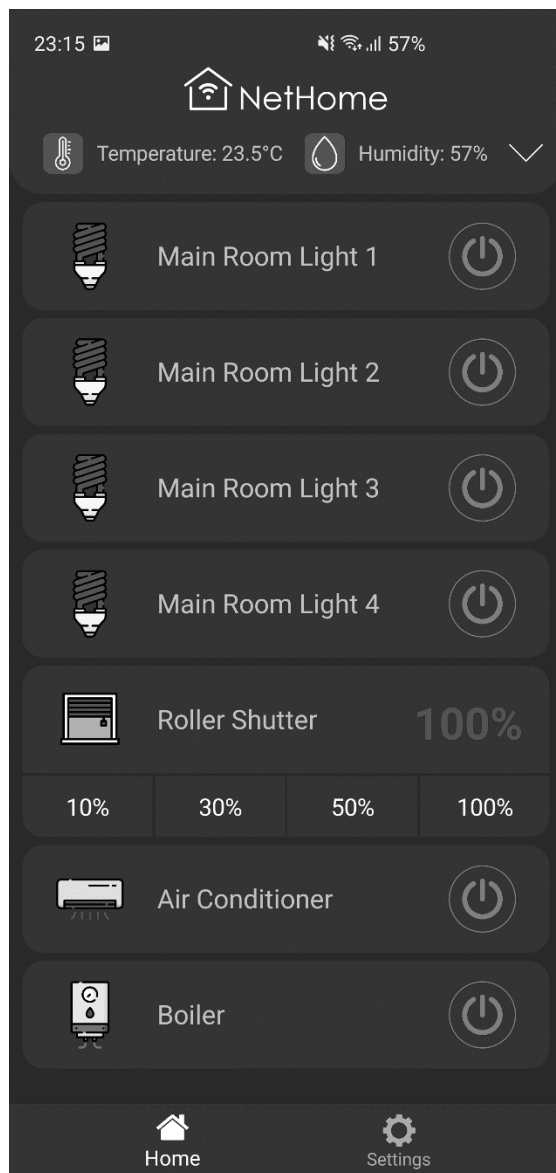 23:15 57%
NetHome
Temperature: 23.5°C Humidity: 57%
Main Room Light 1
Main Room Light 2
Main Room Light 3
Main Room Light 4
Roller Shutter 100%
10% 30% 50% 100%
Air Conditioner
Boiler
Home Settings